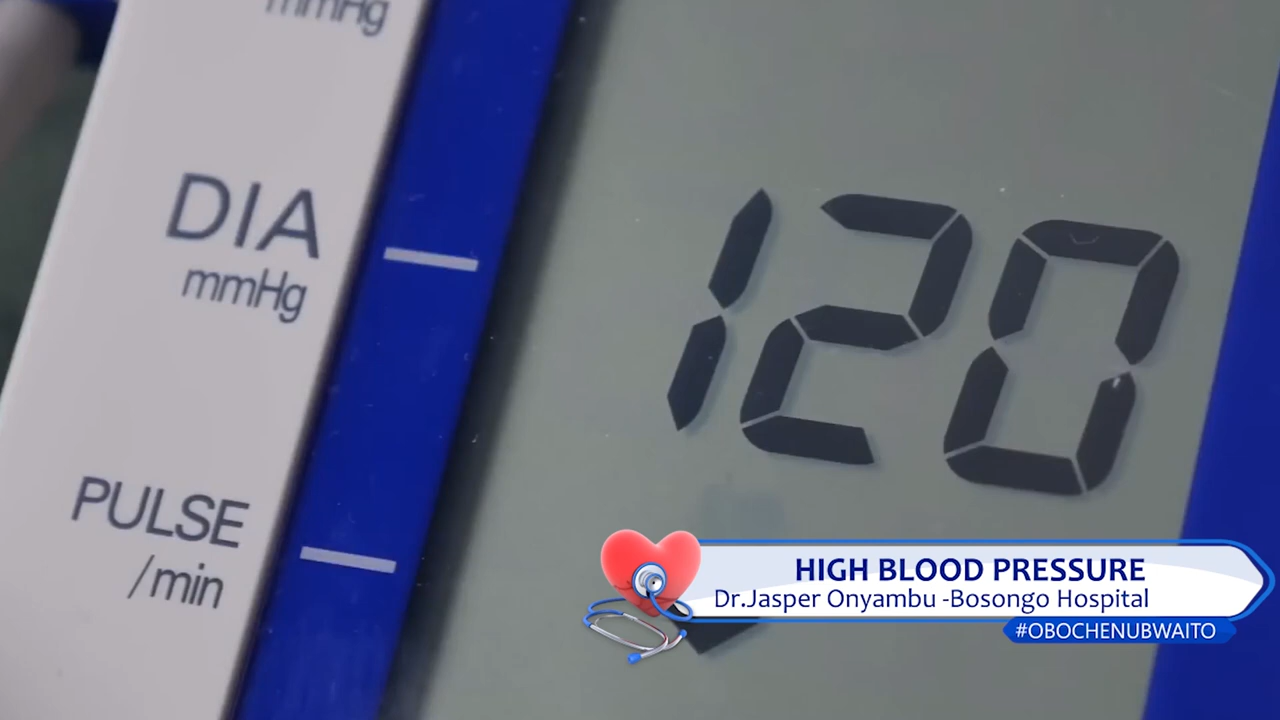 mmHg
DIA
mmHg
120
PULSE
/min
HIGH BLOOD PRESSURE
Dr.Jasper Onyambu -Bosongo Hospital
#OBOCHENUBWAITO